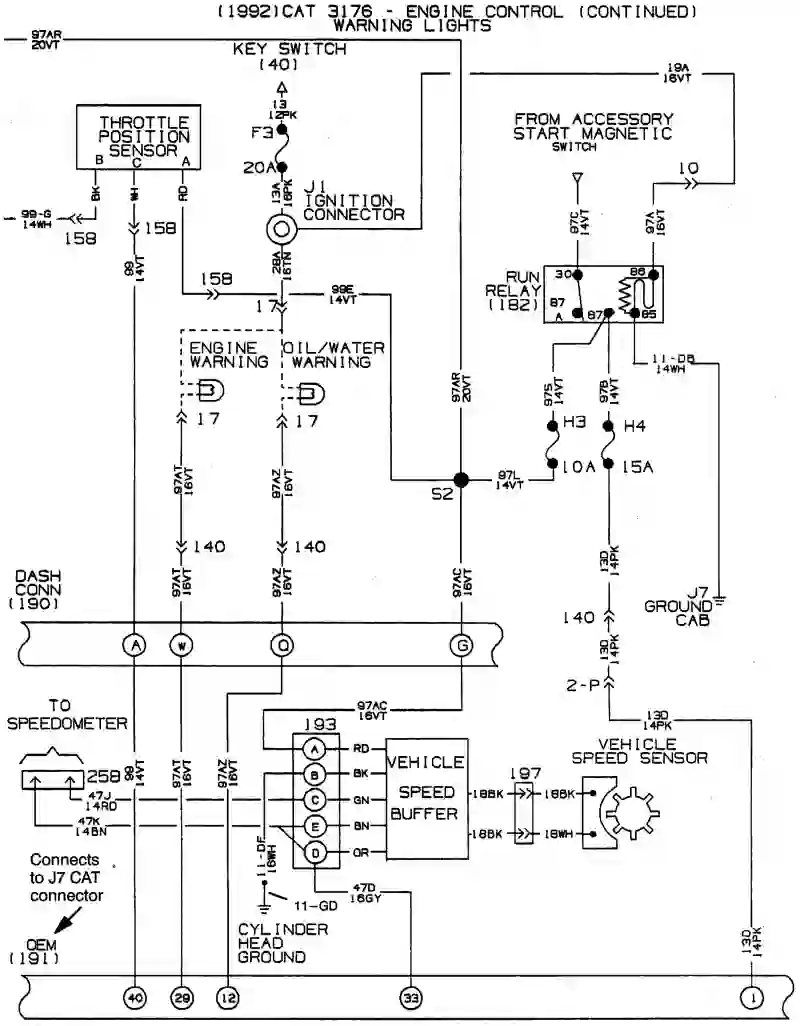 (1992)CAT 3176 - ENGINE CONTROL (CONTINUED)
WARNING LIGHTS
97AR
20VT
KEY SWITCH
(40)
13
12PK
F3
20A
13A
16PK
J1
IGNITION
CONNECTOR
19A
16VT
FROM ACCESSORY
START MAGNETIC
SWITCH
10
THROTTLE
POSITION
SENSOR
B
C
A
BK
WH
RD
99-G
14WH
158
158
99
14VT
158
28A
16TN
17
99E
14VT
97C
14VT
97A
16VT
RUN
RELAY
(182)
30
86
87
A
87
85
11-DB
14WH
ENGINE
WARNING
OIL/WATER
WARNING
17
17
97AR
20VT
97S
14VT
97B
14VT
H3
10A
H4
15A
97AT
16VT
97AZ
16VT
S2
97L
14VT
140
140
97AT
16VT
97AZ
16VT
97AC
16VT
13D
14PK
140
13D
14PK
J7
GROUND
CAB
DASH
CONN
(190)
A
W
Q
G
2-P
13D
14PK
TO
SPEEDOMETER
258
99
14VT
97AT
16VT
97AZ
16VT
97AC
16VT
193
A
RD
B
BK
C
GN
E
BN
D
OR
VEHICLE
SPEED
BUFFER
VEHICLE
SPEED SENSOR
197
18BK
18BK
18BK
18WH
47J
14RD
47K
14BN
11-DF
16WH
Connects
to J7 CAT
connector
47D
16GY
11-GD
CYLINDER
HEAD
GROUND
13D
14PK
OEM
(191)
40
29
12
33
1